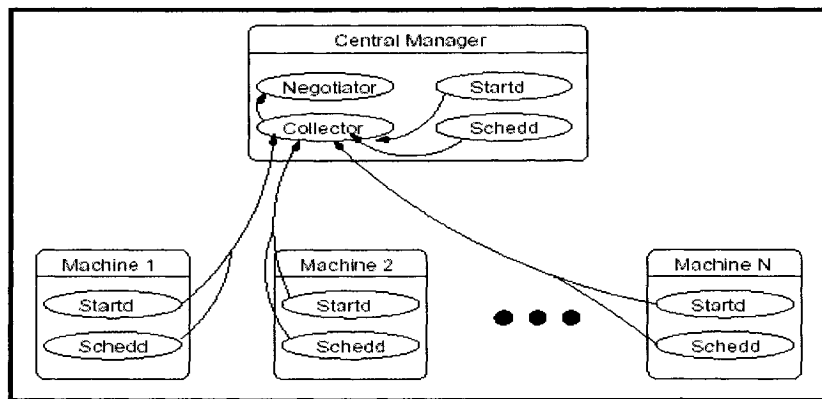 Central Manager
Negotiator Startd
Collector Schedd
Machine 1 Machine 2 Machine N
Startd Startd Startd
Schedd Schedd Schedd